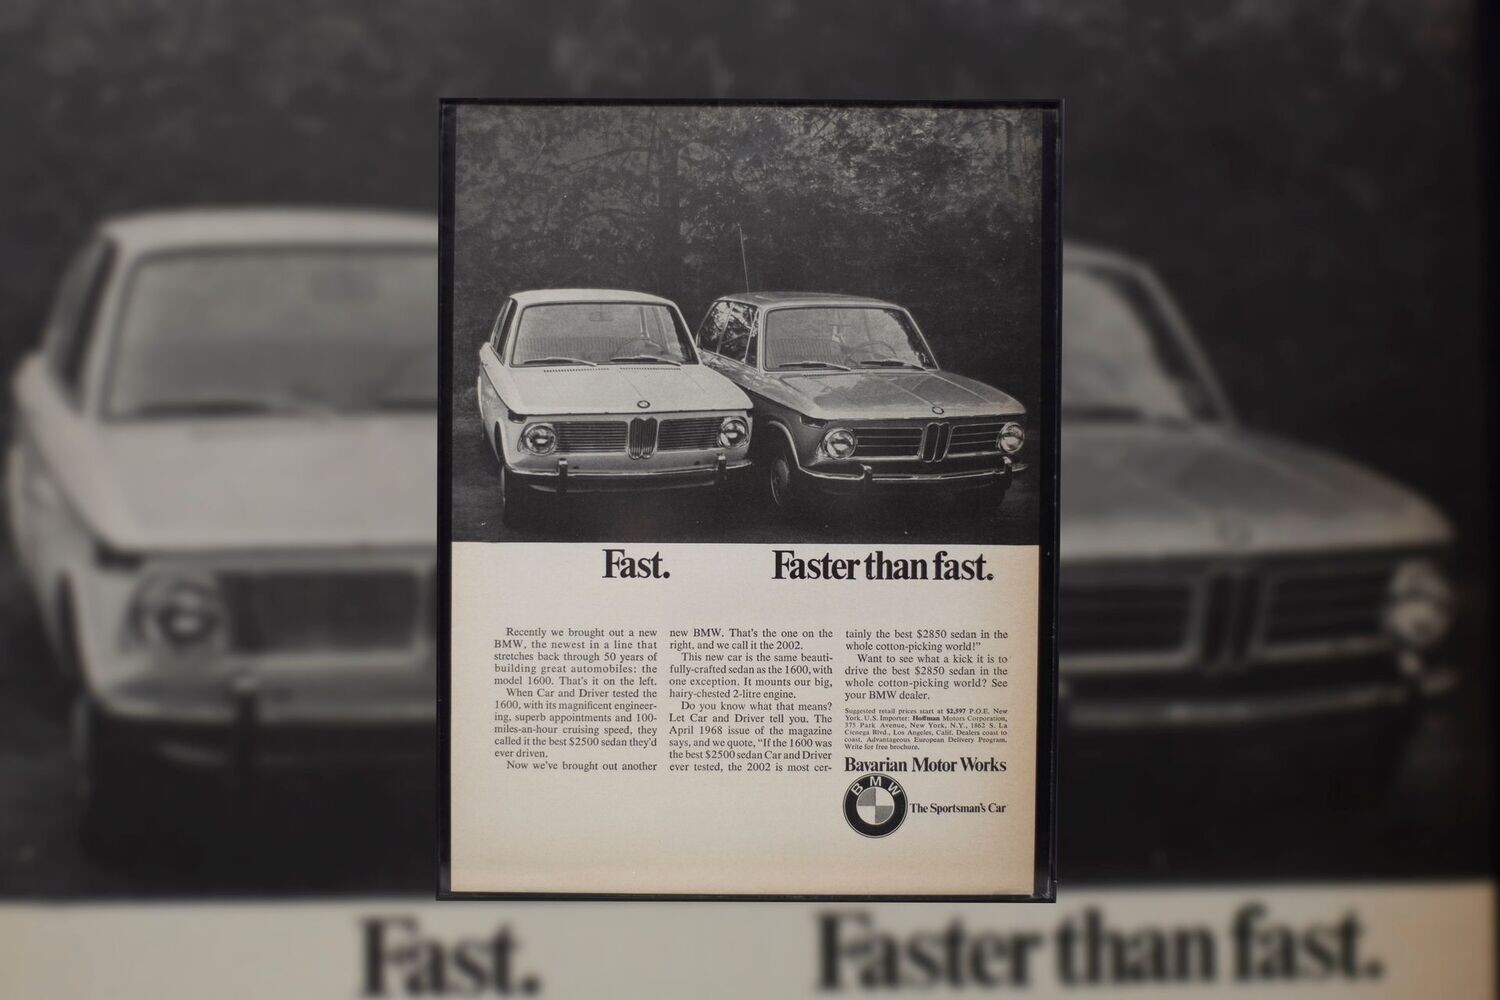 Fast.
Faster than fast.
Recently we brought out a new
BMW, the newest in a line that
stretches back through 50 years of
building great automobiles: the
model 1600. That's it on the left.
When Car and Driver tested the
1600, with its magnificent engineer-
ing, superb appointments and 100-
miles-an-hour cruising speed, they
called it the best $2500 sedan they'd
ever driven.
Now we've brought out another
new BMW. That's the one on the
right, and we call it the 2002.
This new car is the same beauti-
fully-crafted sedan as the 1600, with
one exception. It mounts our big,
hairy-chested 2-litre engine.
Do you know what that means?
Let Car and Driver tell you. The
April 1968 issue of the magazine
says, and we quote, "If the 1600 was
the best $2500 sedan Car and Driver
ever tested, the 2002 is most cer-
tainly the best $2850 sedan in the
whole cotton-picking world!"
Want to see what a kick it is to
drive the best $2850 sedan in the
whole cotton-picking world? See
your BMW dealer.
Suggested retail prices start at $2,597 P.O.E. New
York. U.S. Importer: Hoffman Motors Corporation,
375 Park Avenue, New York, N.Y., 1862 S. La
Cienega Blvd., Los Angeles, Calif. Dealers coast to
coast. Advantageous European Delivery Program.
Write for free brochure.
Bavarian Motor Works
BMW
The Sportsman's Car
Fast.
Faster than fast.